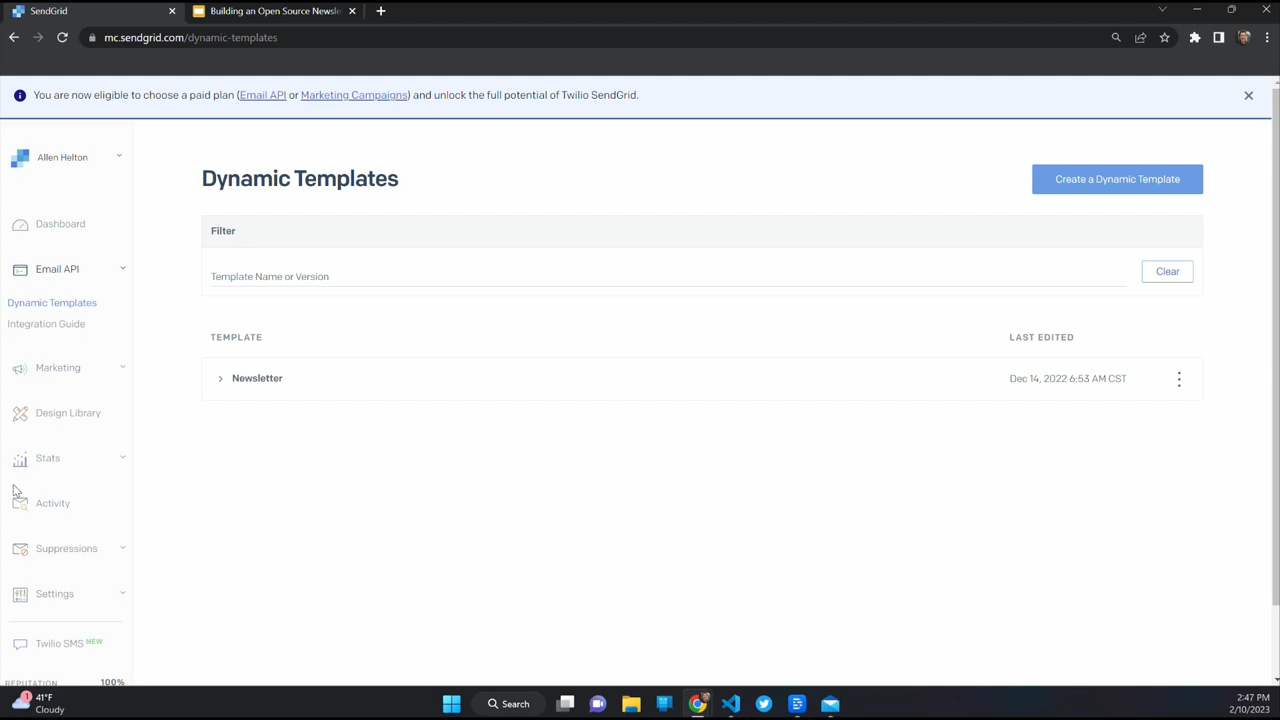 SendGrid
Building an Open Source Newsle
mc.sendgrid.com/dynamic-templates
You are now eligible to choose a paid plan (Email API or Marketing Campaigns) and unlock the full potential of Twilio SendGrid.
Allen Helton
Dynamic Templates
Create a Dynamic Template
Dashboard
Filter
Email API
Template Name or Version
Clear
Dynamic Templates
Integration Guide
TEMPLATE
LAST EDITED
Marketing
Newsletter
Dec 14, 2022 6:53 AM CST
Design Library
Stats
Activity
Suppressions
Settings
Twilio SMS NEW
REPUTATION 100%
1
41°F
Cloudy
Search
2:47 PM
2/10/2023